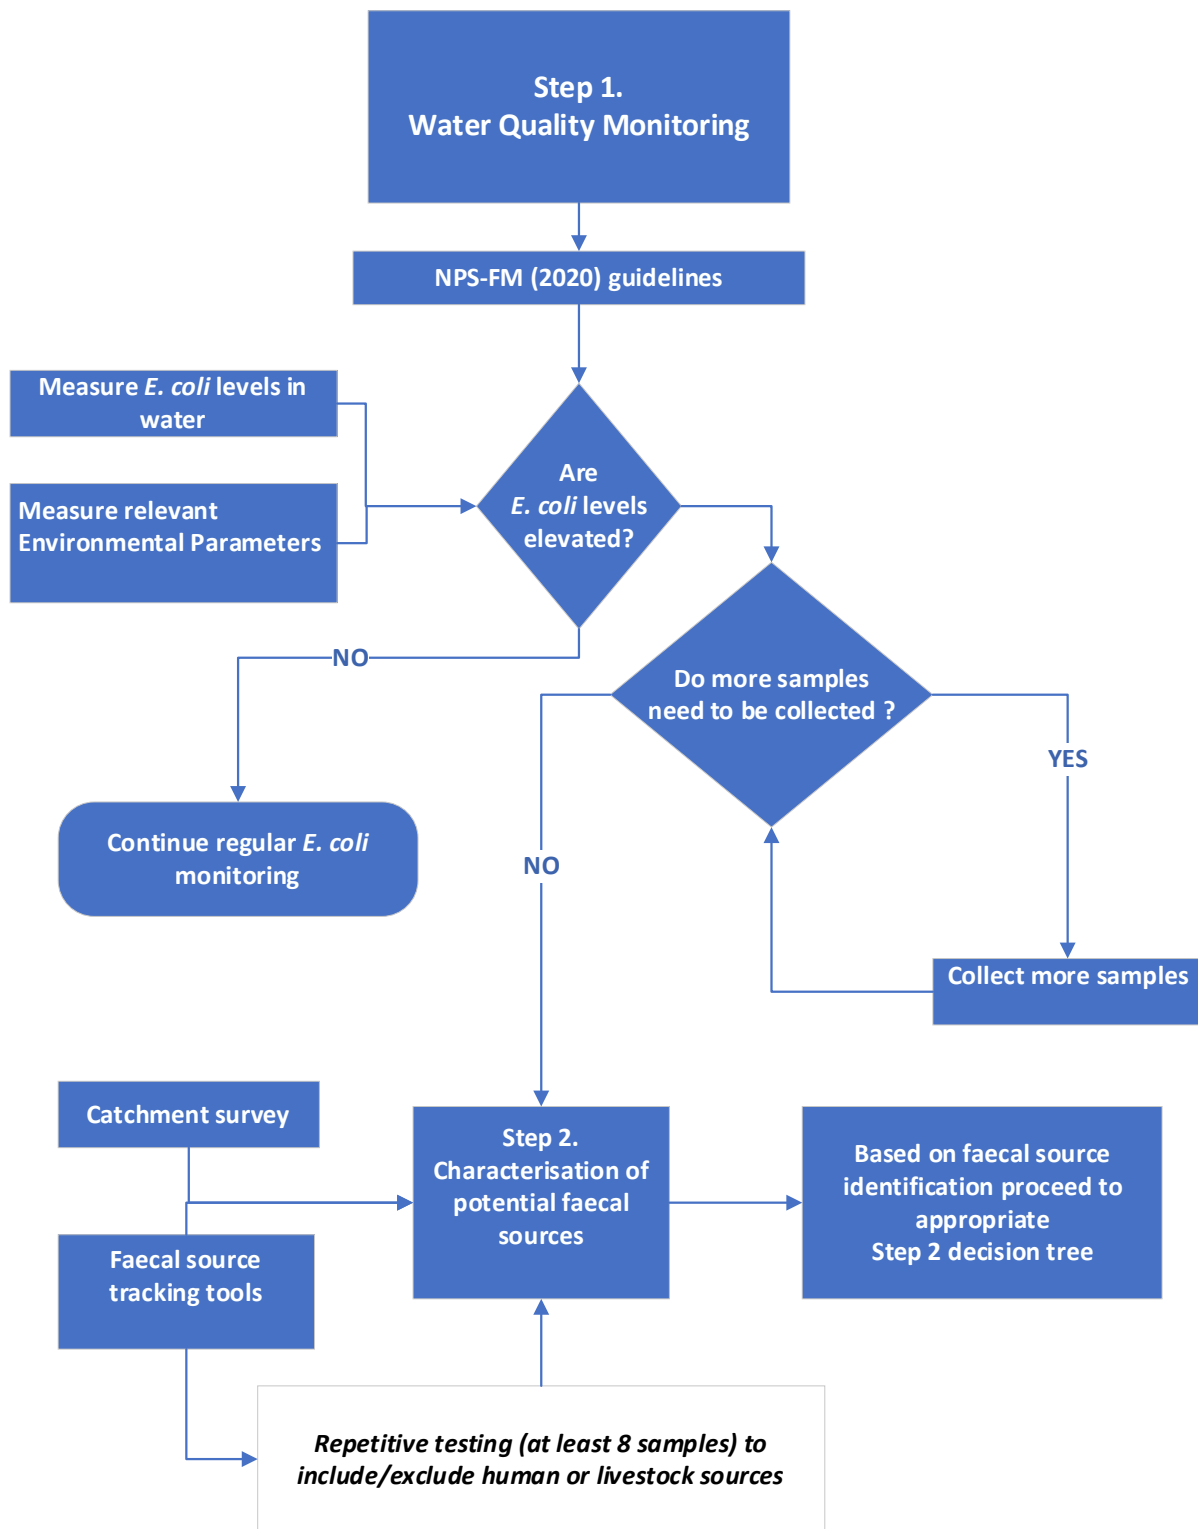 Step 1.
Water Quality Monitoring
NPS-FM (2020) guidelines
Measure E. coli levels in
water
Measure relevant
Environmental Parameters
Are
E. coli levels
elevated?
NO
Do more samples
need to be collected ?
YES
Continue regular E. coli
monitoring
NO
Collect more samples
Catchment survey
Step 2.
Characterisation of
potential faecal
sources
Based on faecal source
identification proceed to
appropriate
Step 2 decision tree
Faecal source
tracking tools
Repetitive testing (at least 8 samples) to
include/exclude human or livestock sources